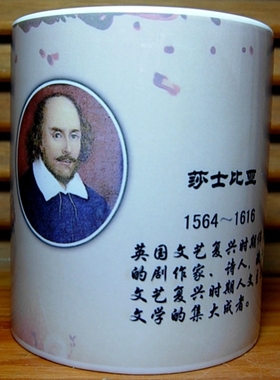 莎士比亚
1564～1616
英国文艺复兴时期
的剧作家、诗人，
文艺复兴时期人文
文学的集大成者。